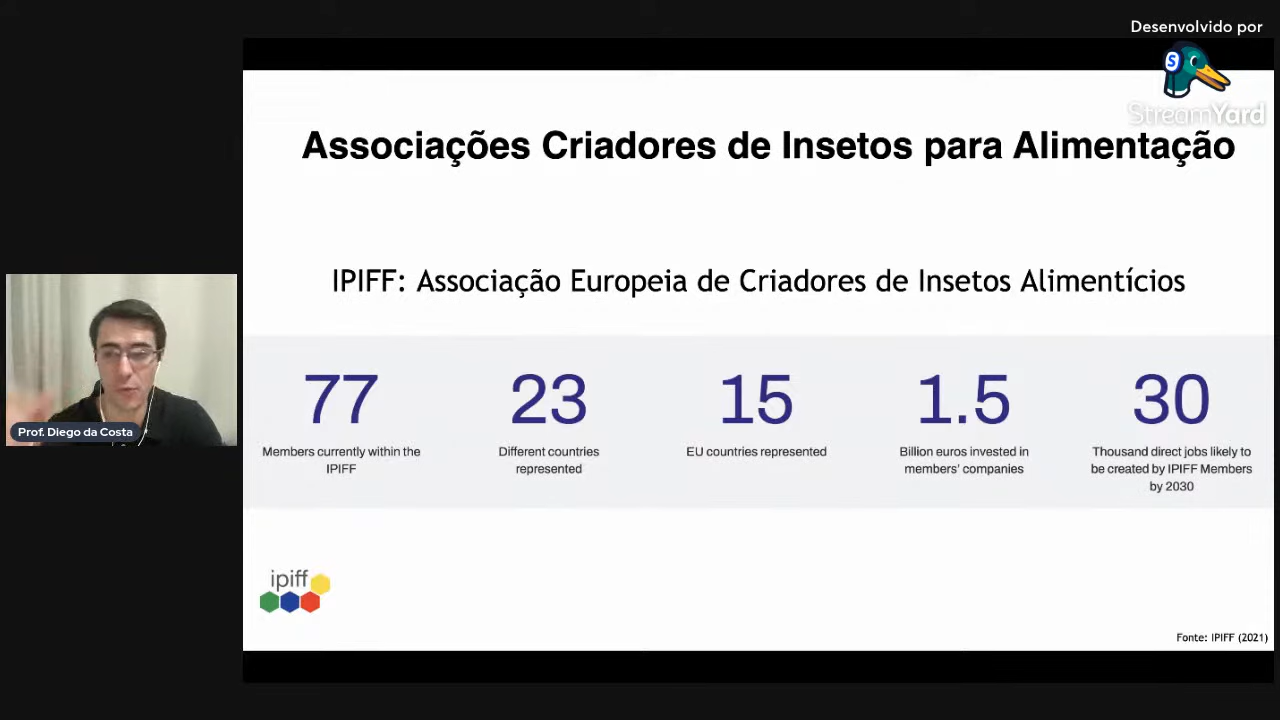 Desenvolvido por
StreamYard
Associações Criadores de Insetos para Alimentação
IPIFF: Associação Europeia de Criadores de Insetos Alimentícios
77
Members currently within the
IPIFF
23
Different countries
represented
15
EU countries represented
1.5
Billion euros invested in
members' companies
30
Thousand direct jobs likely to
be created by IPIFF Members
by 2030
Prof. Diego da Costa
ipiff
Fonte: IPIFF (2021)